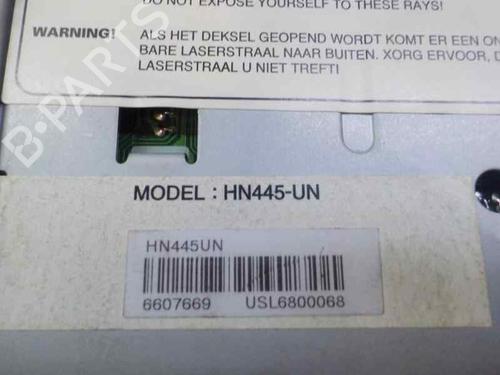 DO NOT EXPOSE YOURSELF TO THESE RAYS!
WARNING! ALS HET DEKSEL GEOPEND WORDT KOMT ER EEN ON
BARE LASERSTRAAL NAAR BUITEN. XORG ERVOOR, D
LASERSTRAAL U NIET TREFT!
B-PARTS
MODEL : HN445-UN
HN445UN
6607669 USL6800068